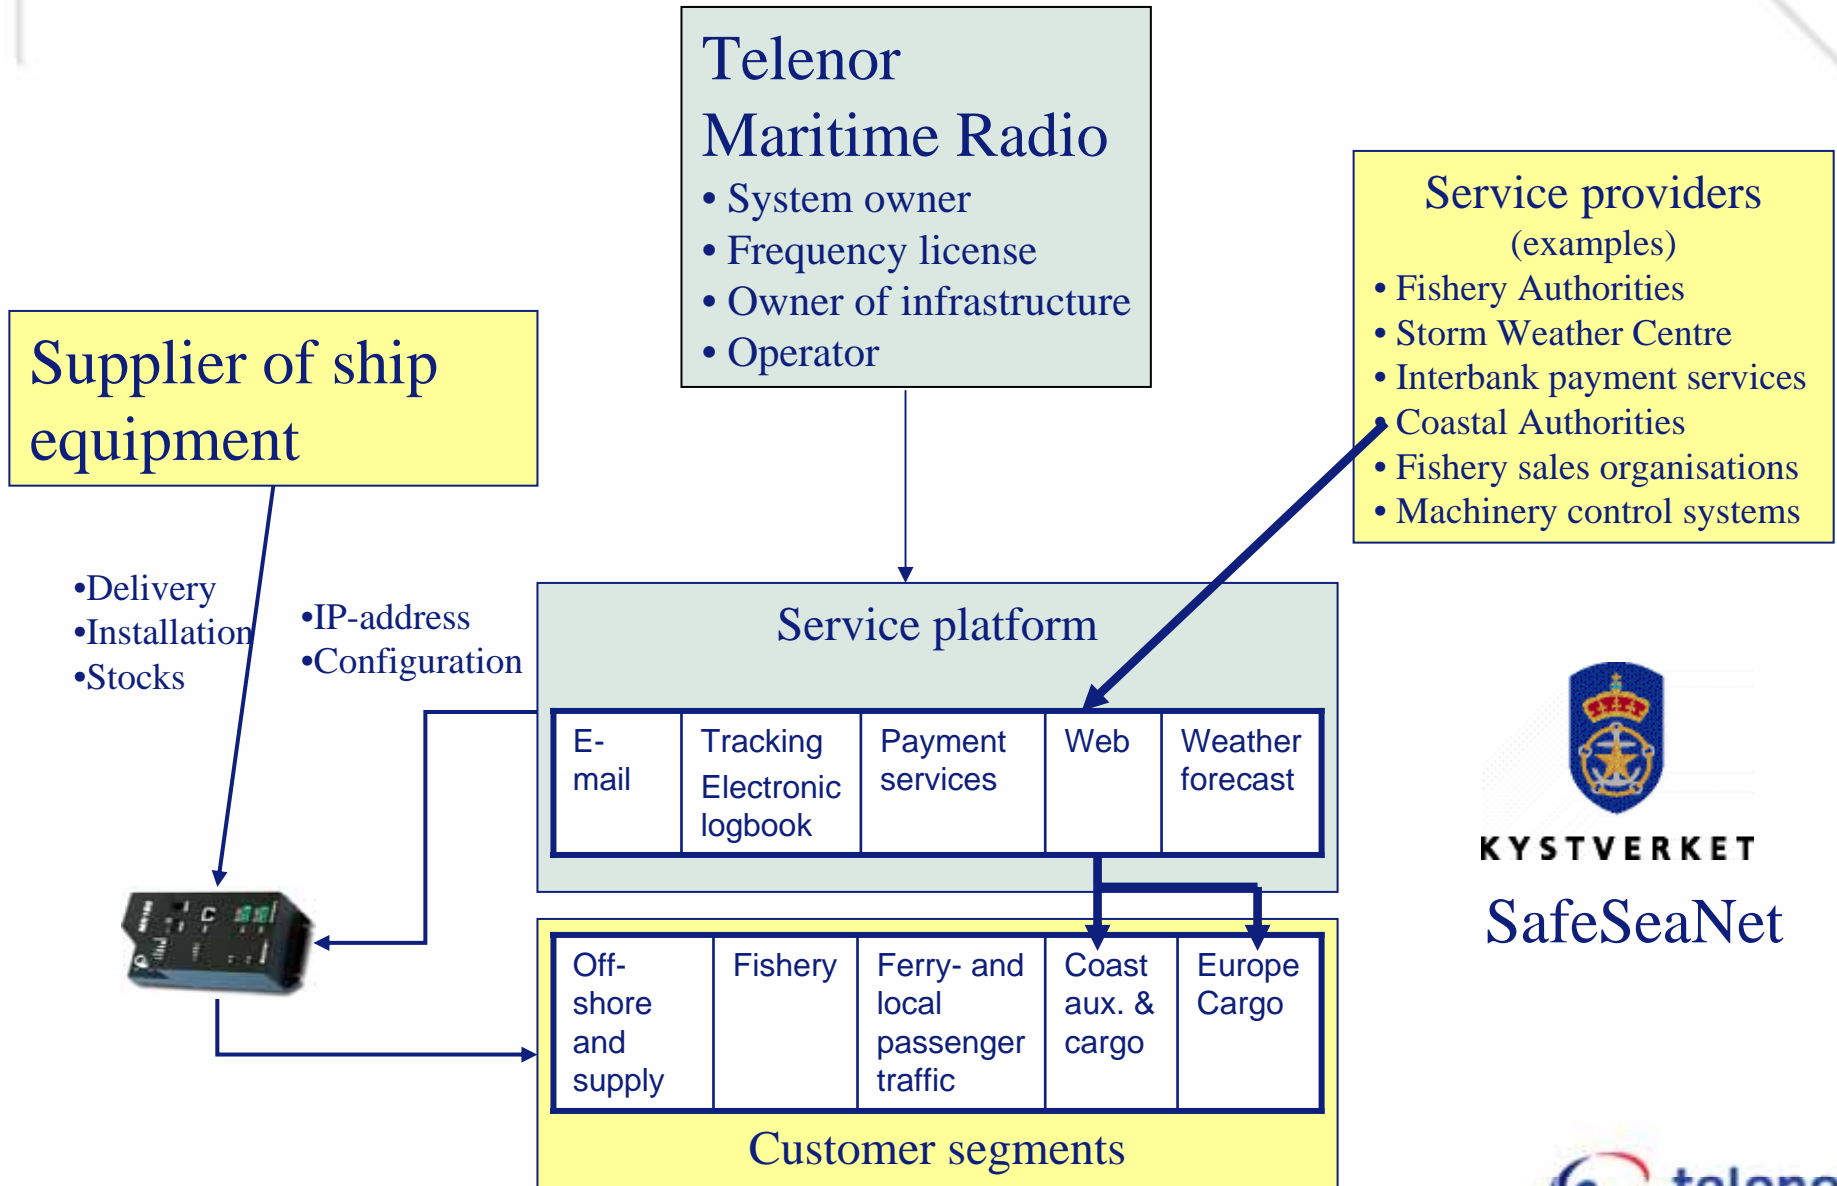 Telenor
Maritime Radio
• System owner
• Frequency license
• Owner of infrastructure
• Operator
Service providers
(examples)
• Fishery Authorities
• Storm Weather Centre
• Interbank payment services
• Coastal Authorities
• Fishery sales organisations
• Machinery control systems
Supplier of ship
equipment
•Delivery
•Installation
•Stocks
•IP-address
•Configuration
Service platform
E-
mail
Tracking
Electronic
logbook
Payment
services
Web
Weather
forecast
KYSTVERKET
SafeSeaNet
Off-
shore
and
supply
Fishery
Ferry- and
local
passenger
traffic
Coast
aux. &
cargo
Europe
Cargo
Customer segments